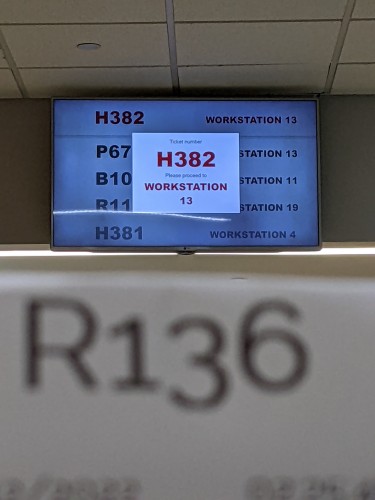 H382 WORKSTATION 13
Ticket number
H382
Please proceed to
WORKSTATION
13
P67 STATION 13
B10 STATION 11
R11 STATION 19
H381 WORKSTATION 4
R136